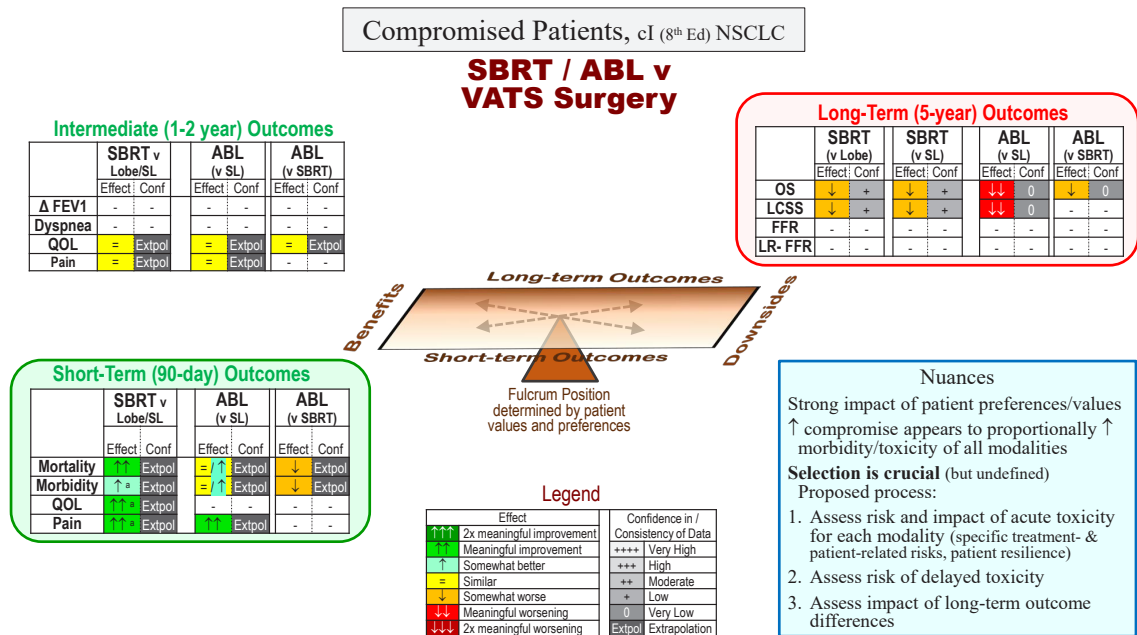 Compromised Patients, cI (8th Ed) NSCLC
SBRT / ABL v
VATS Surgery
Intermediate (1-2 year) Outcomes
SBRT v Lobe/SL ABL (v SL) ABL (v SBRT)
Effect Conf Effect Conf Effect Conf
Δ FEV1 - - - - - -
Dyspnea - - - - - -
QOL = Extpol = Extpol = Extpol
Pain = Extpol = Extpol - -
Long-Term (5-year) Outcomes
SBRT (v Lobe) SBRT (v SL) ABL (v SL) ABL (v SBRT)
Effect Conf Effect Conf Effect Conf Effect Conf
OS ↓ + ↓ + ↓↓ 0 ↓ 0
LCSS ↓ + ↓ + ↓↓ 0 - -
FFR - - - - - - - -
LR- FFR - - - - - - - -
Long-term Outcomes
Benefits
Downsides
Short-term Outcomes
Fulcrum Position
determined by patient
values and preferences
Short-Term (90-day) Outcomes
SBRT v Lobe/SL ABL (v SL) ABL (v SBRT)
Effect Conf Effect Conf Effect Conf
Mortality ↑↑ Extpol = / ↑ Extpol ↓ Extpol
Morbidity ↑ a Extpol = / ↑ Extpol ↓ Extpol
QOL ↑↑ a Extpol - - - -
Pain ↑↑ a Extpol ↑↑ Extpol - -
Legend
Effect Confidence in / Consistency of Data
↑↑↑ 2x meaningful improvement
↑↑ Meaningful improvement ++++ Very High
↑ Somewhat better +++ High
= Similar ++ Moderate
↓ Somewhat worse + Low
↓↓ Meaningful worsening 0 Very Low
↓↓↓ 2x meaningful worsening Extpol Extrapolation
Nuances
Strong impact of patient preferences/values
↑ compromise appears to proportionally ↑
morbidity/toxicity of all modalities
Selection is crucial (but undefined)
Proposed process:
1. Assess risk and impact of acute toxicity
for each modality (specific treatment- &
patient-related risks, patient resilience)
2. Assess risk of delayed toxicity
3. Assess impact of long-term outcome
differences